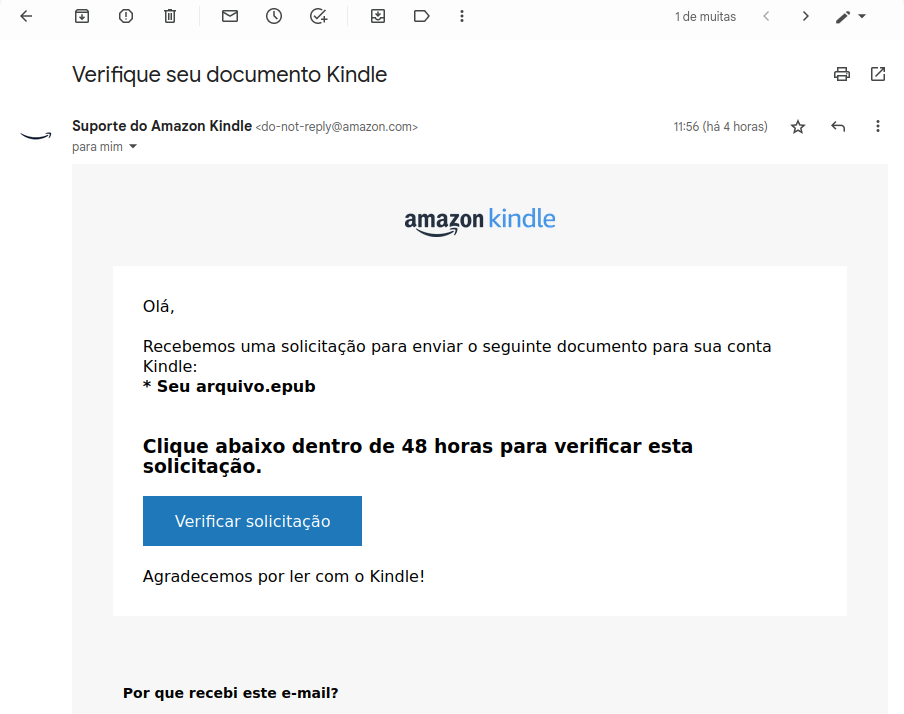 1 de muitas
Verifique seu documento Kindle
Suporte do Amazon Kindle <do-not-reply@amazon.com>
11:56 (há 4 horas)
para mim
amazon kindle
Olá,
Recebemos uma solicitação para enviar o seguinte documento para sua conta
Kindle:
* Seu arquivo.epub
Clique abaixo dentro de 48 horas para verificar esta
solicitação.
Verificar solicitação
Agradecemos por ler com o Kindle!
Por que recebi este e-mail?